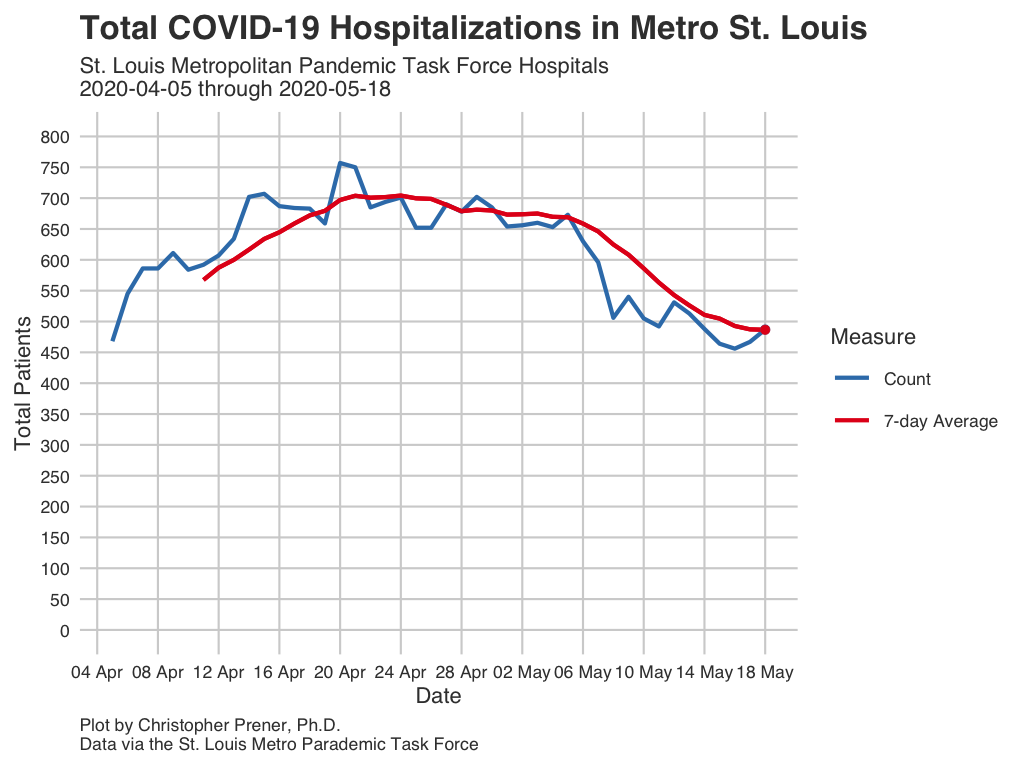 Total COVID-19 Hospitalizations in Metro St. Louis
St. Louis Metropolitan Pandemic Task Force Hospitals
2020-04-05 through 2020-05-18
800
750
700
650
600
550
500
450
400
350
300
250
200
150
100
50
0
Total Patients
04 Apr 08 Apr 12 Apr 16 Apr 20 Apr 24 Apr 28 Apr 02 May 06 May 10 May 14 May 18 May
Date
Measure
Count
7-day Average
Plot by Christopher Prener, Ph.D.
Data via the St. Louis Metro Parademic Task Force